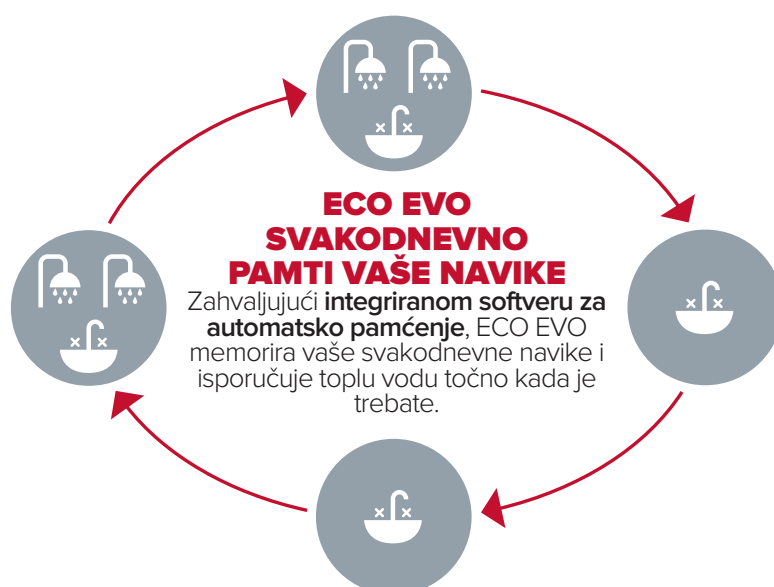 ECO EVO
SVAKODNEVNO
PAMTI VAŠE NAVIKE
Zahvaljujući integriranom softveru za
automatsko pamćenje, ECO EVO
memorira vaše svakodnevne navike i
isporučuje toplu vodu točno kada je
trebate.